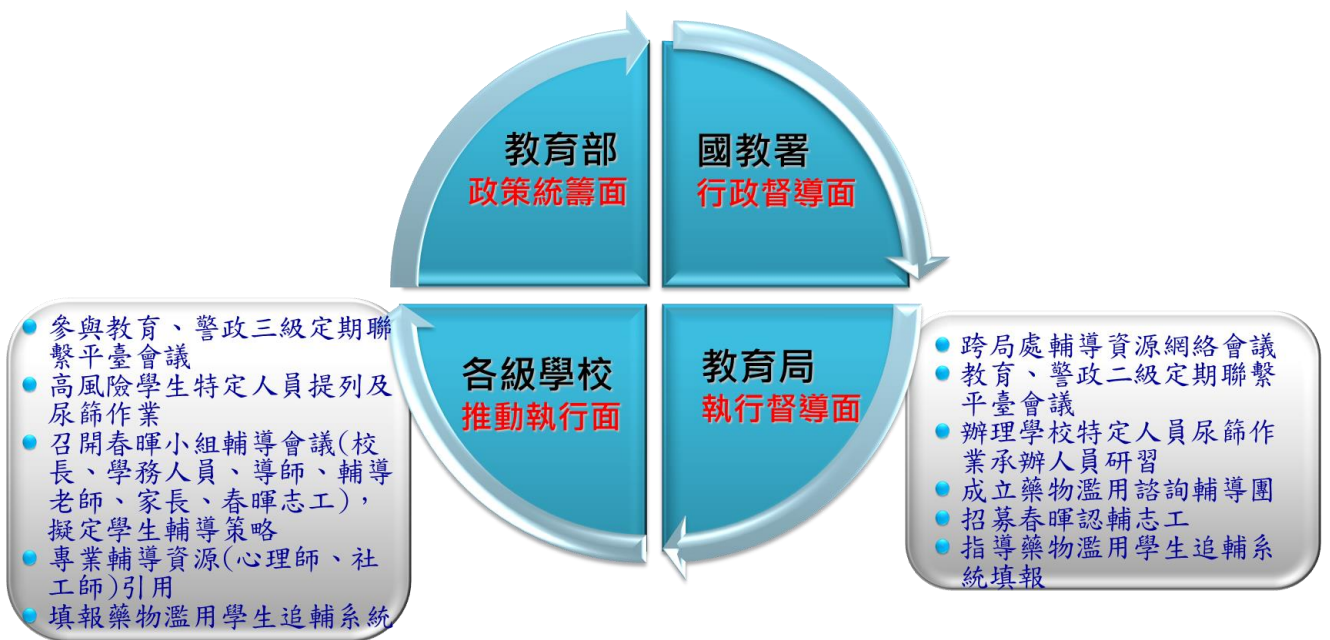 教育部
政策統籌面
國教署
行政督導面
各級學校
推動執行面
教育局
執行督導面
參與教育、警政三級定期聯
繫平臺會議
高風險學生特定人員提列及
尿篩作業
召開春暉小組輔導會議(校
長、學務人員、導師、輔導
老師、家長、春暉志工)，
擬定學生輔導策略
專業輔導資源(心理師、社
工師)引用
填報藥物濫用學生追輔系統
跨局處輔導資源網絡會議
教育、警政二級定期聯繫
平臺會議
辦理學校特定人員尿篩作
業承辦人員研習
成立藥物濫用諮詢輔導團
招募春暉認輔志工
指導藥物濫用學生追輔系
統填報